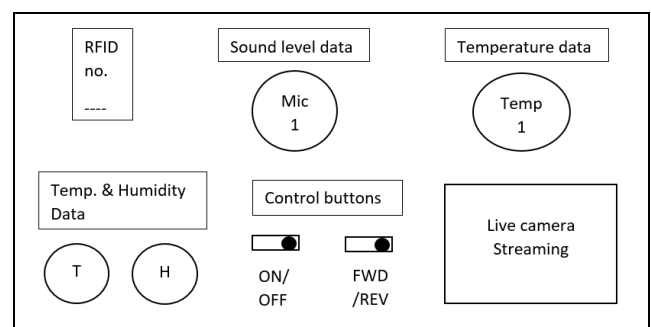 RFID
no.
----
Sound level data
Mic
1
Temperature data
Temp
1
Temp. & Humidity
Data
T
H
Control buttons
ON/
OFF
FWD
/REV
Live camera
Streaming